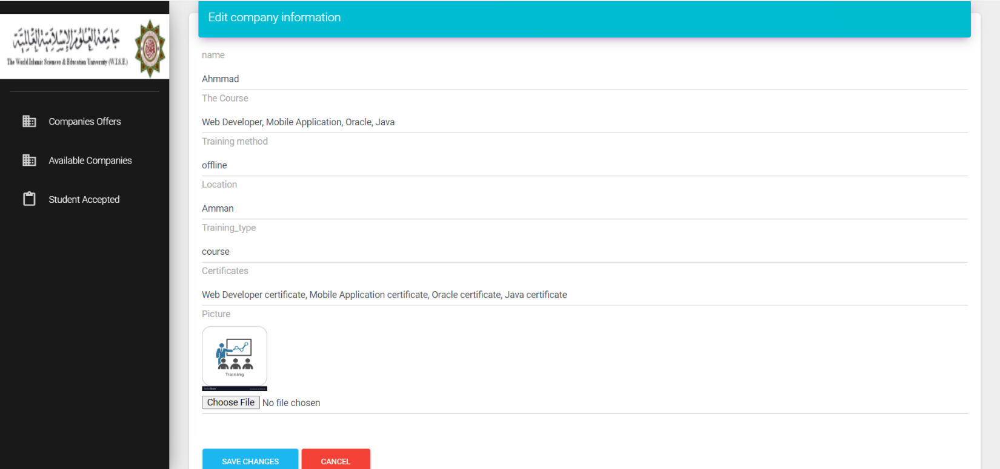 جامعة العلوم الإسلامية العالمية
The World Islamic Sciences & Education University (W.I.S.E.)
Companies Offers
Available Companies
Student Accepted
Edit company information
name
Ahmmad
The Course
Web Developer, Mobile Application, Oracle, Java
Training method
offline
Location
Amman
Training_type
course
Certificates
Web Developer certificate, Mobile Application certificate, Oracle certificate, Java certificate
Picture
Training
Choose File No file chosen
SAVE CHANGES CANCEL